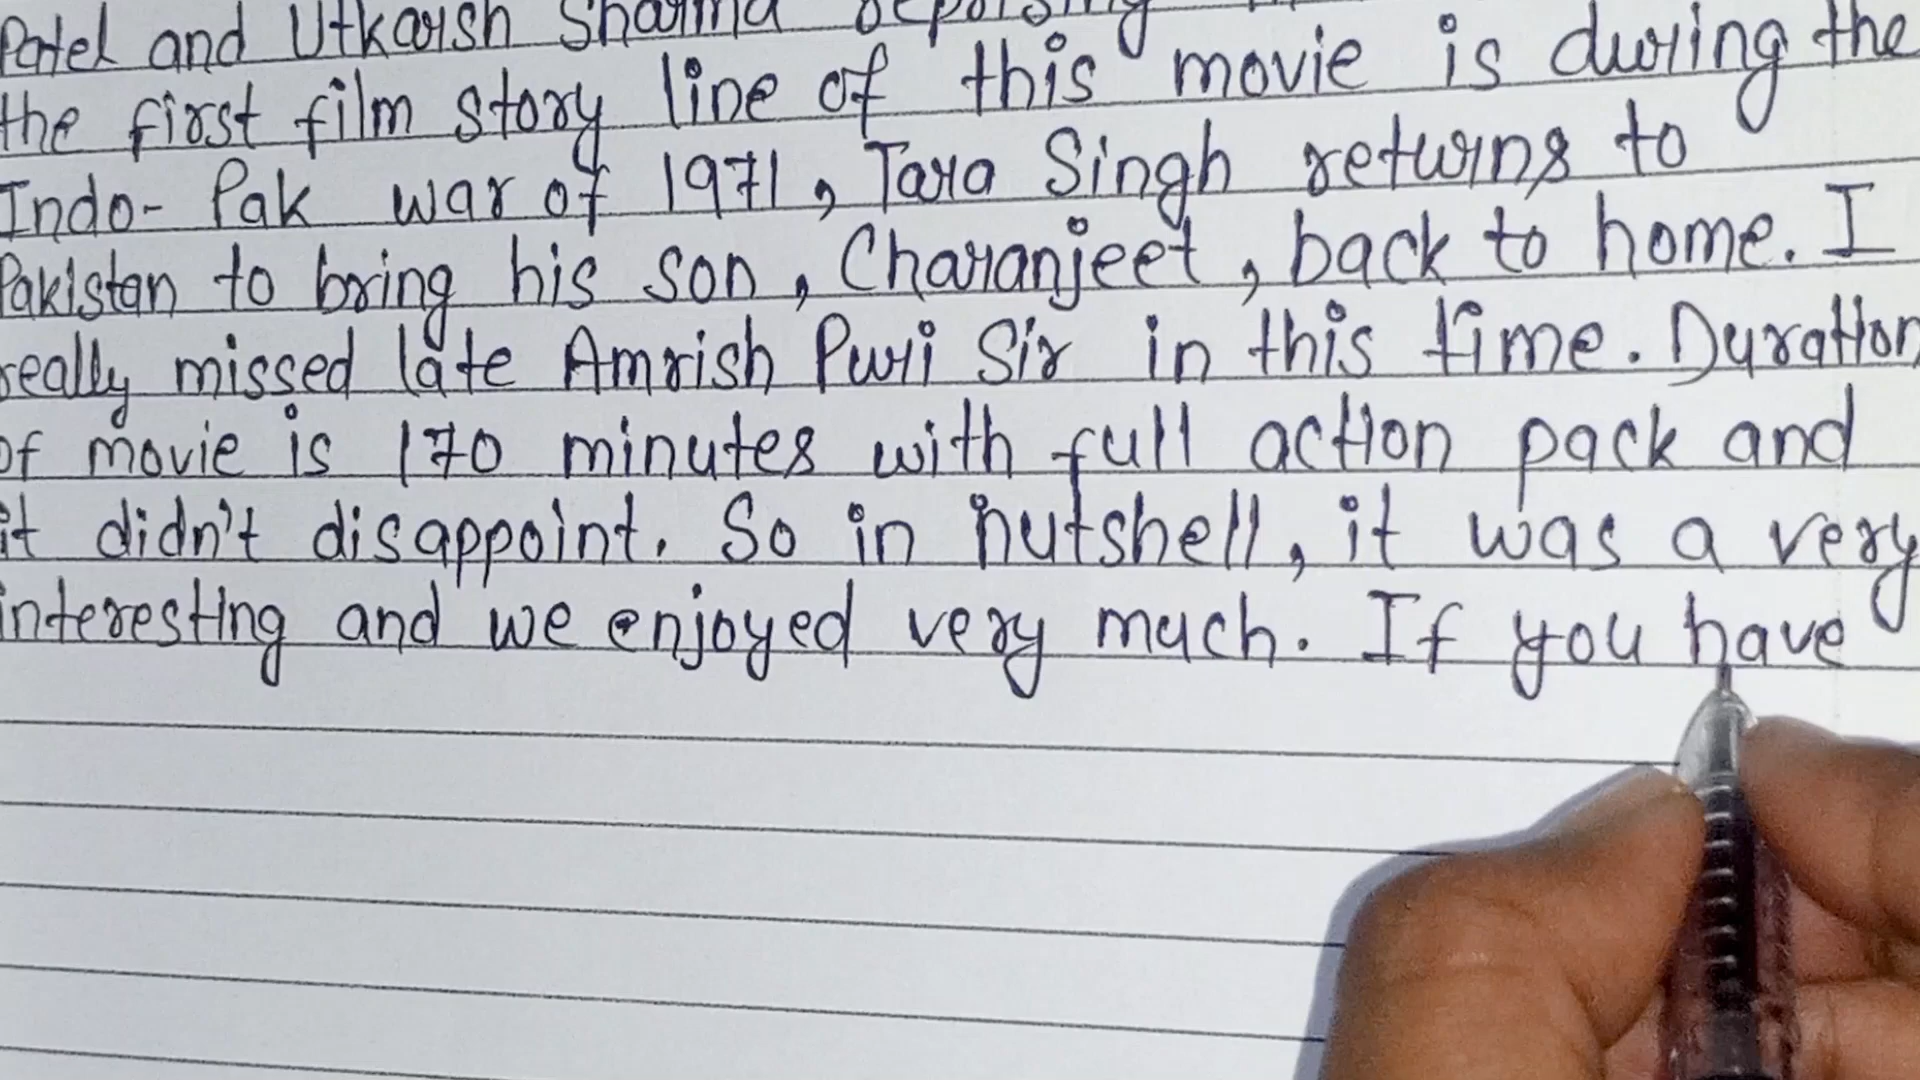 Patel and Utkarsh Sharma
the first film story line of this movie is during the
Indo- Pak war of 1971, Tara Singh returns to
Pakistan to bring his son, Charanjeet, back to home. I
really missed late Amrish Puri Sir in this time. Duration
of movie is 170 minutes with full action pack and
it didn't disappoint. So in nutshell, it was a very
interesting and we enjoyed very much. If you have